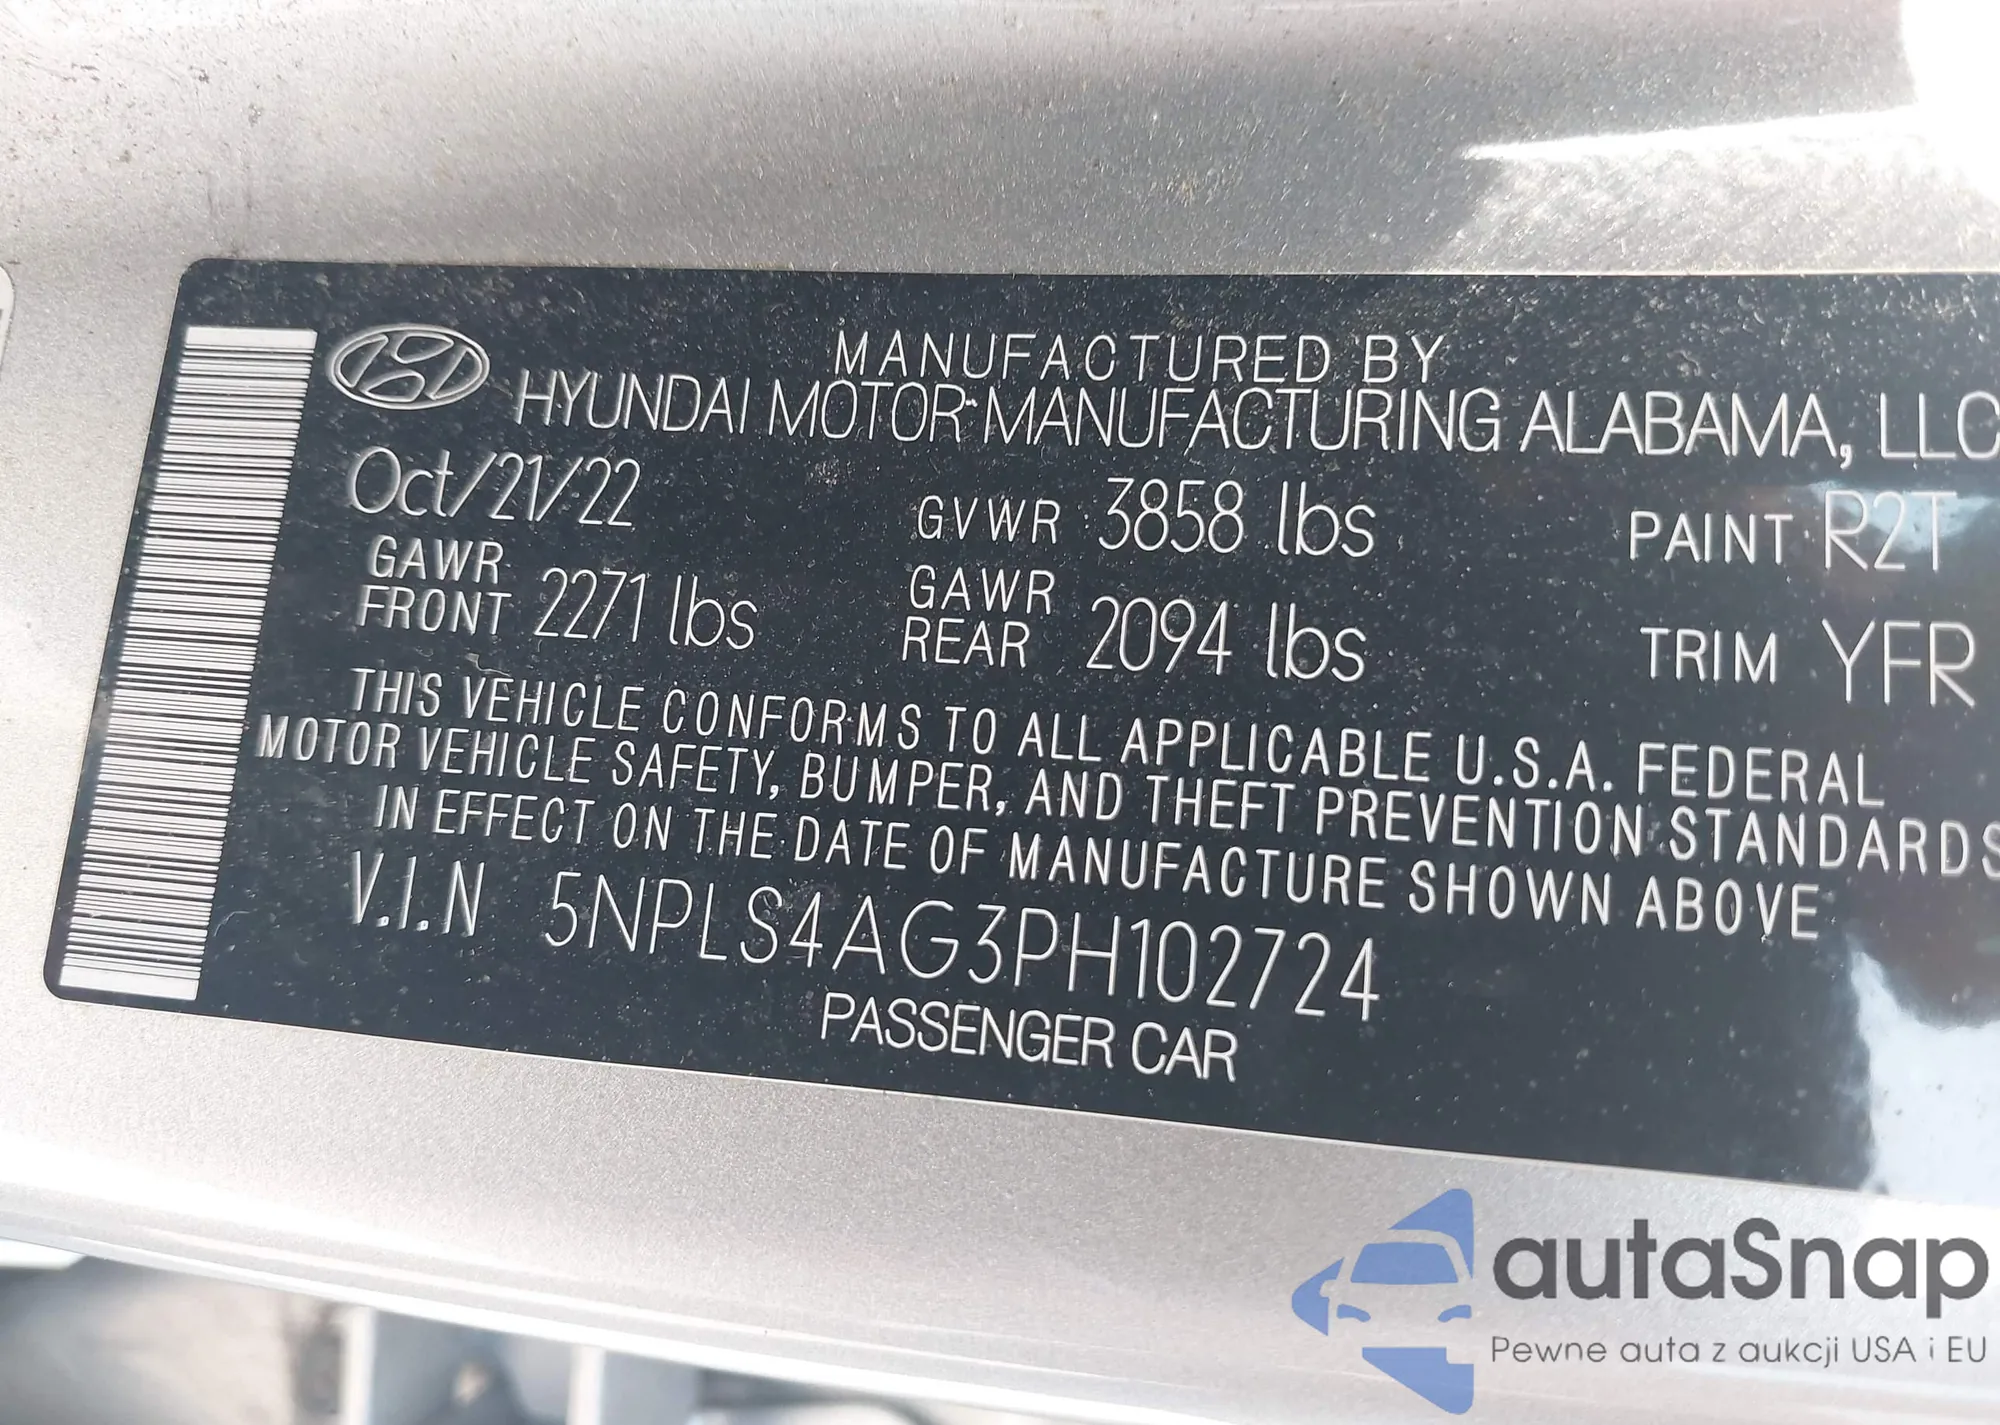 MANUFACTURED BY
HYUNDAI MOTOR MANUFACTURING ALABAMA, LLC
Oct/21/22 GVWR : 3858 lbs PAINT : R2T
GAWR FRONT 2271 lbs GAWR REAR 2094 lbs TRIM YFR
THIS VEHICLE CONFORMS TO ALL APPLICABLE U.S.A. FEDERAL
MOTOR VEHICLE SAFETY, BUMPER, AND THEFT PREVENTION STANDARDS
IN EFFECT ON THE DATE OF MANUFACTURE SHOWN ABOVE
V.I.N 5NPLS4AG3PH102724
PASSENGER CAR
autaSnap
Pewne auta z aukcji USA i EU